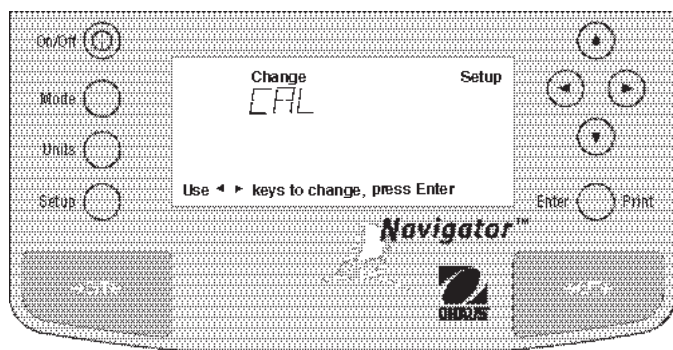 On/Off
Change Setup
Mode
CAL
Units
Use ◄ ► keys to change, press Enter
Setup
Enter Print
Navigator™
OHAUS